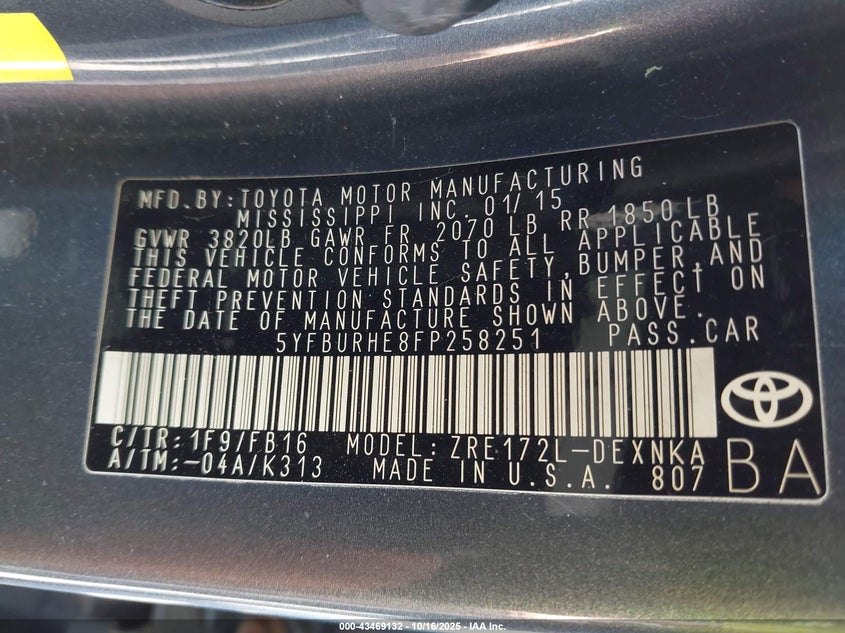 MFD. BY: TOYOTA MOTOR MANUFACTURING
MISSISSIPPI INC. 01/15
GVWR 3820LB GAWR FR 2070 LB RR 1850 LB
THIS VEHICLE CONFORMS TO ALL APPLICABLE
FEDERAL MOTOR VEHICLE SAFETY, BUMPER, AND
THEFT PREVENTION STANDARDS IN EFFECT ON
THE DATE OF MANUFACTURE SHOWN ABOVE.
5YFBURHE8FP258251 PASS. CAR
C/TR: 1F9/FB16 MODEL: ZRE172L-DEXNKA
A/TM: -04A/K313 MADE IN U.S.A. 807
BA
000-43469132 - 10/16/2025 - IAA Inc.